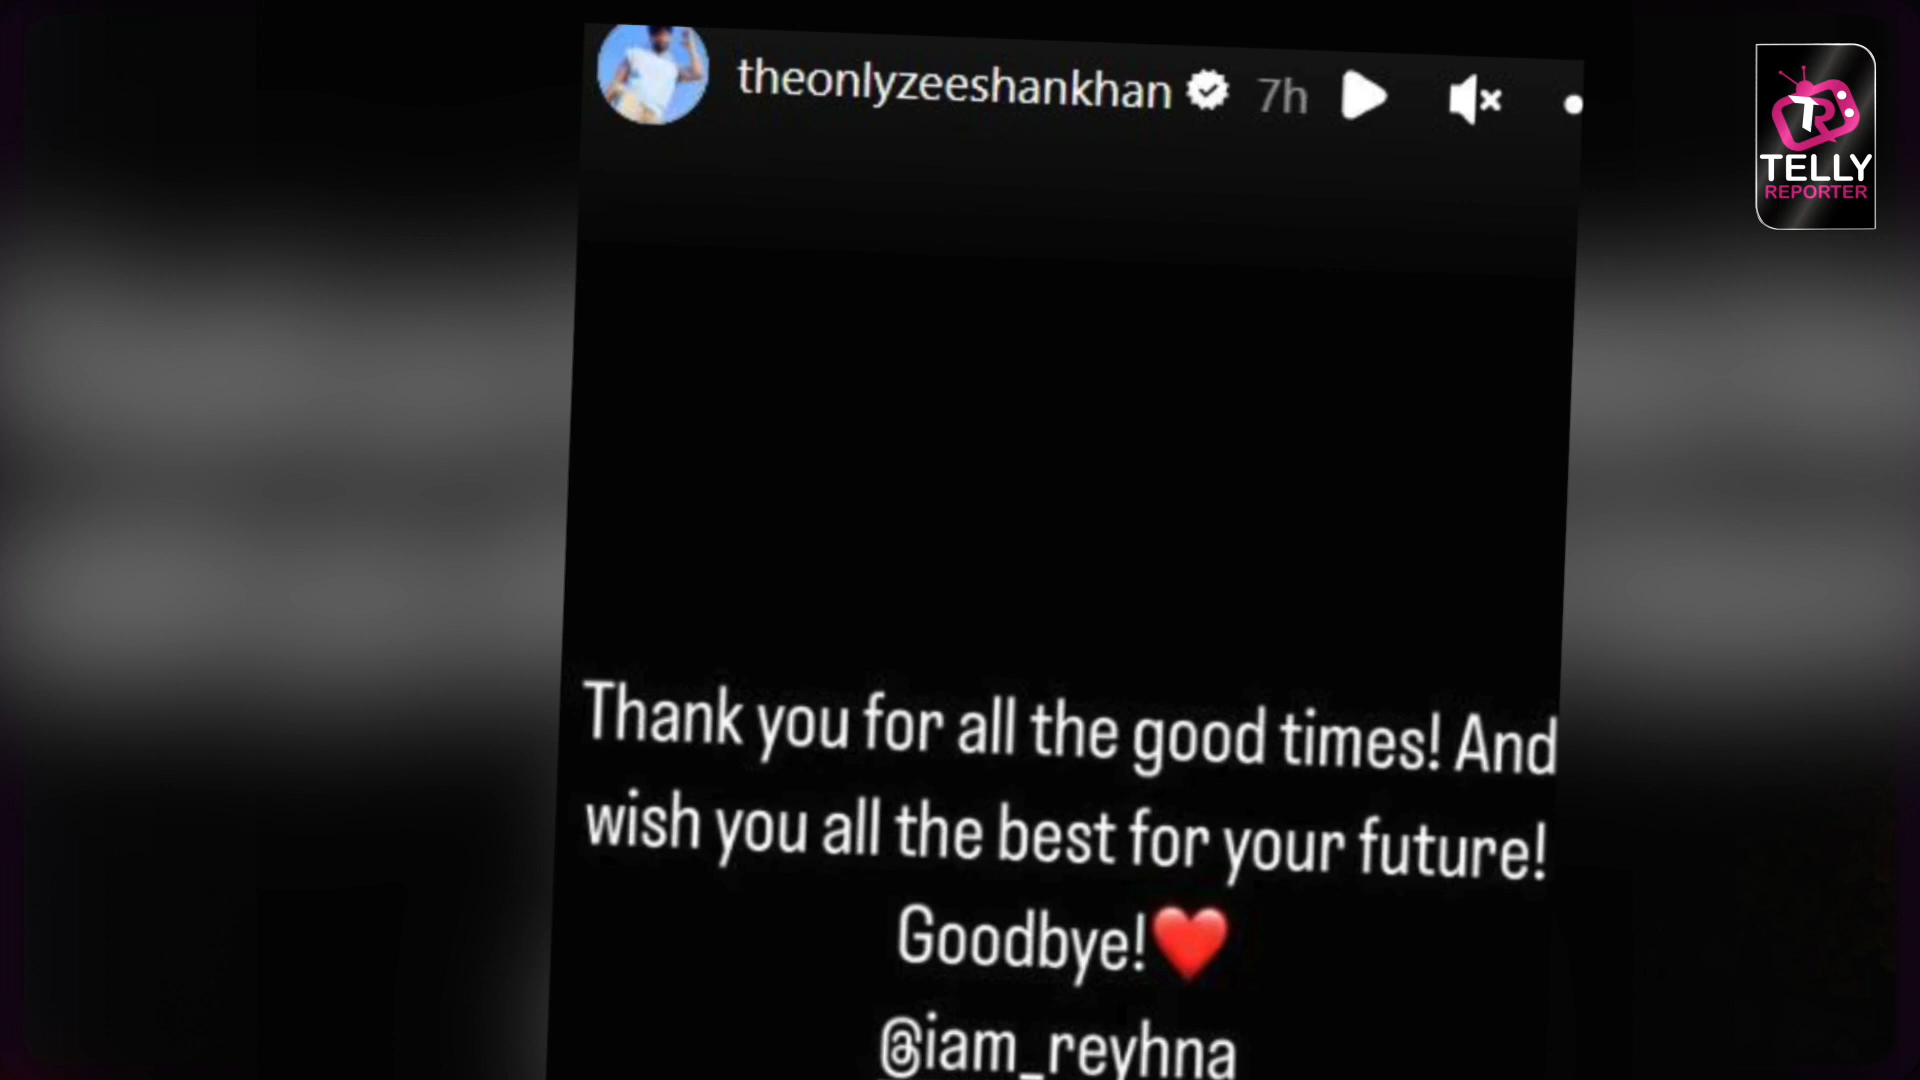 theonlyzeeshankhan 7h
TELLY
REPORTER
Thank you for all the good times! And
wish you all the best for your future!
Goodbye!❤️
@iam_reyhna